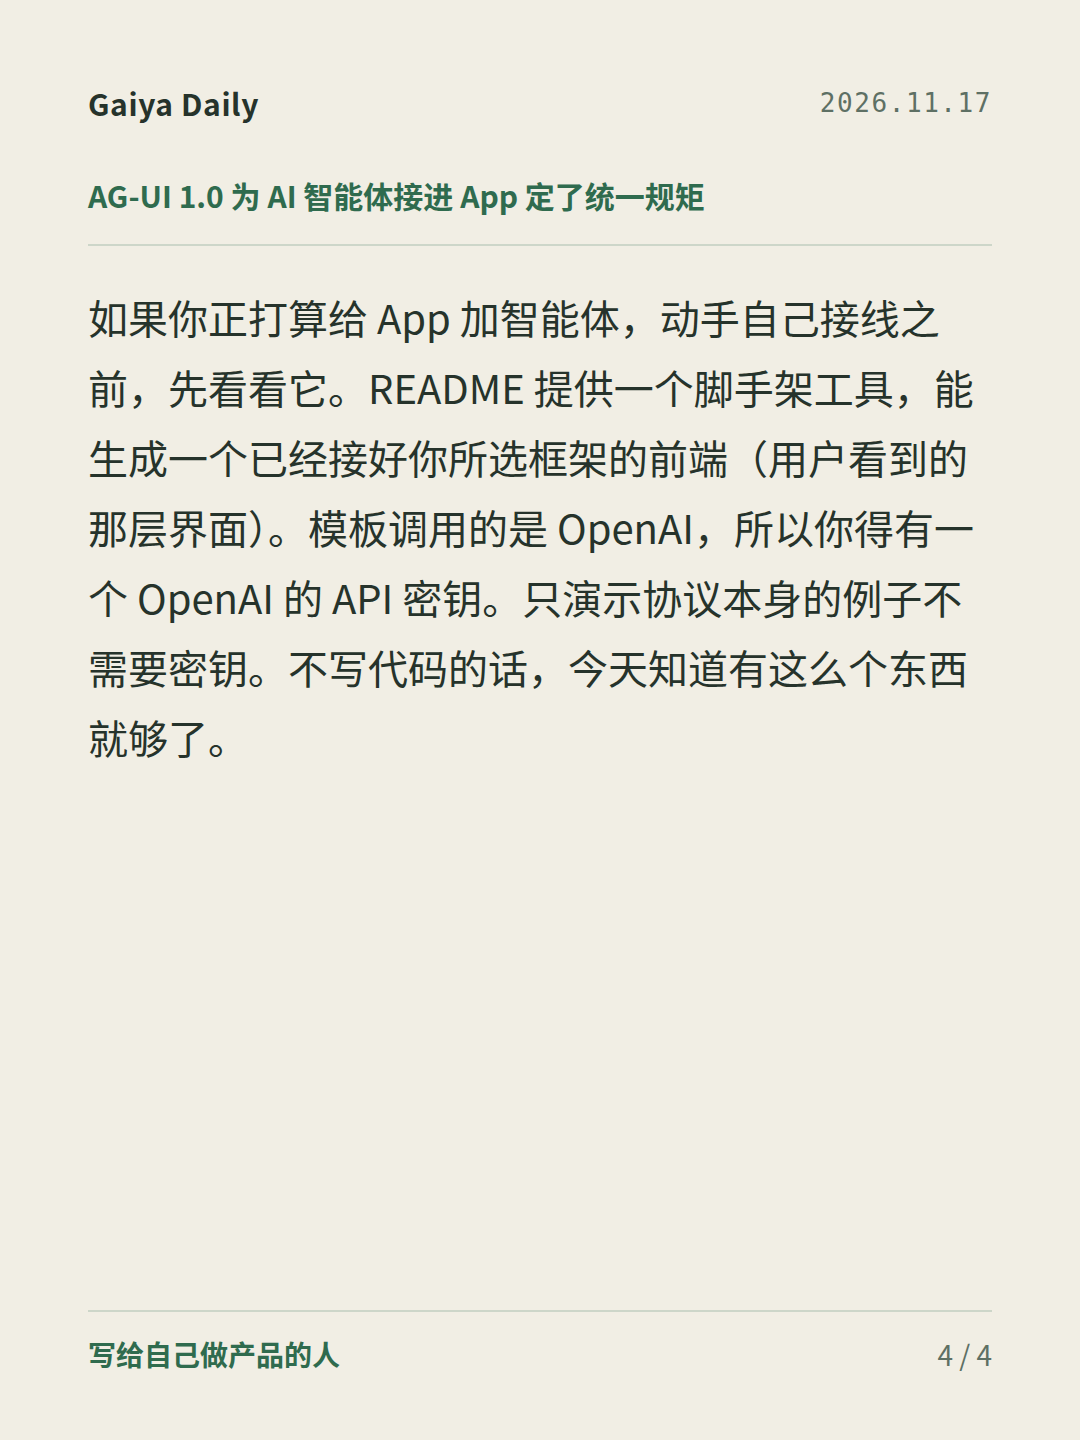 Gaiya Daily
2026.11.17
AG-UI 1.0 为 AI 智能体接进 App 定了统一规矩
如果你正打算给 App 加智能体，动手自己接线之
前，先看看它。README 提供一个脚手架工具，能
生成一个已经接好你所选框架的前端（用户看到的
那层界面）。模板调用的是 OpenAI，所以你得有一
个 OpenAI 的 API 密钥。只演示协议本身的例子不
需要密钥。不写代码的话，今天知道有这么个东西
就够了。
写给自己做产品的人
4 / 4